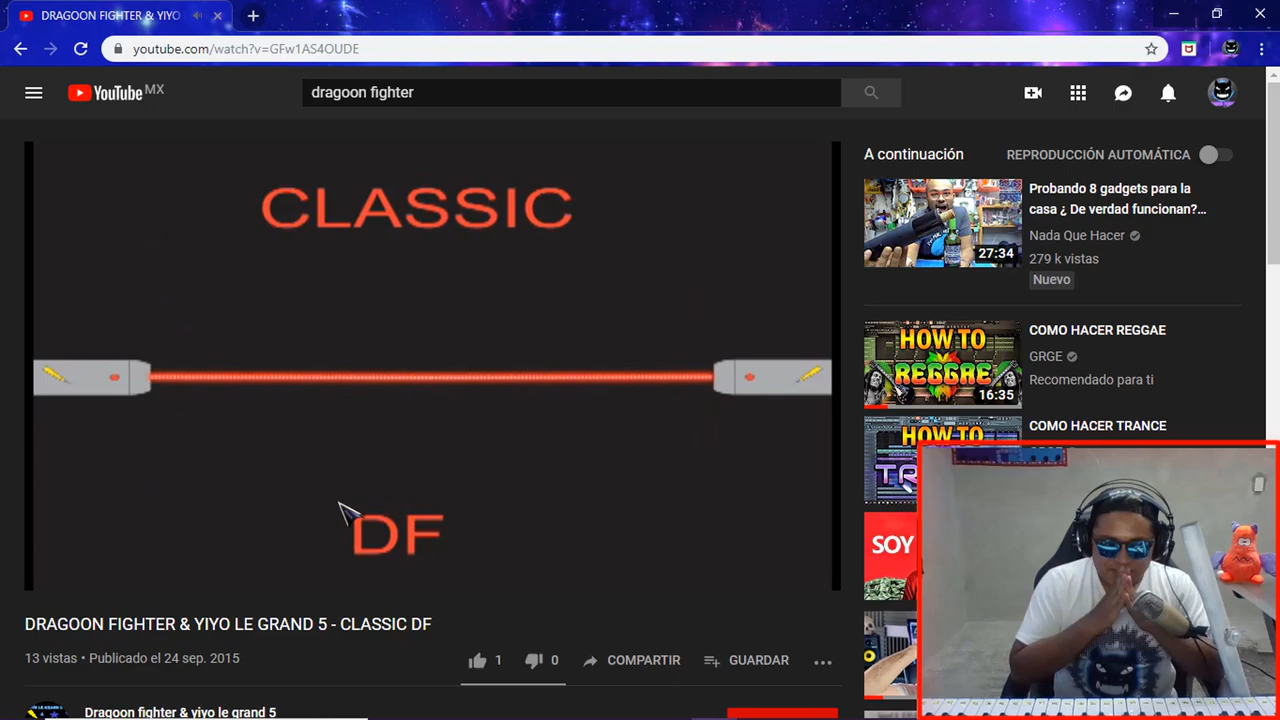 DRAGOON FIGHTER & YIYO
youtube.com/watch?v=GFw1AS4OUDE
YouTube MX
dragoon fighter
CLASSIC
DF
A continuación
REPRODUCCIÓN AUTOMÁTICA
Probando 8 gadgets para la
casa ¿ De verdad funcionan?...
Nada Que Hacer
279 k vistas
Nuevo
27:34
HOW TO
REGGAE
16:35
COMO HACER REGGAE
GRGE
Recomendado para ti
HOW TO
COMO HACER TRANCE
SOY
DRAGOON FIGHTER & YIYO LE GRAND 5 - CLASSIC DF
13 vistas • Publicado el 24 sep. 2015
1
0
COMPARTIR
GUARDAR
Dragoon fighter & yiyo le grand 5